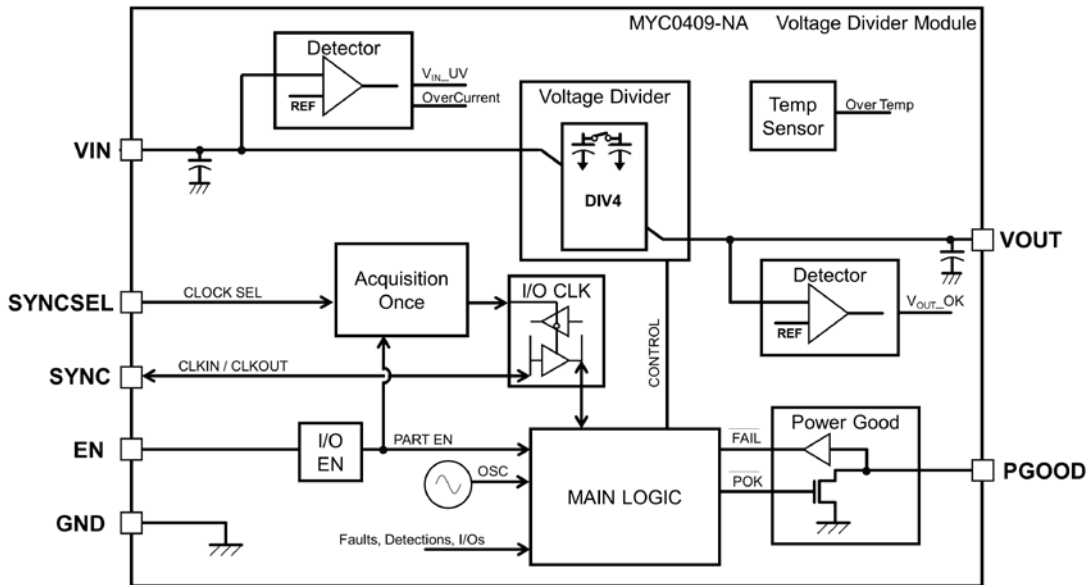 MYC0409-NA Voltage Divider Module
Detector
REF
V_IN_UV
OverCurrent
Voltage Divider
DIV4
Temp
Sensor
Over Temp
VIN
VOUT
Acquisition
Once
I/O CLK
Detector
REF
V_OUT_OK
SYNCSEL
CLOCK SEL
SYNC
CLKIN / CLKOUT
CONTROL
EN
I/O
EN
PART EN
OSC
MAIN LOGIC
FAIL
POK
Power Good
PGOOD
GND
Faults, Detections, I/Os